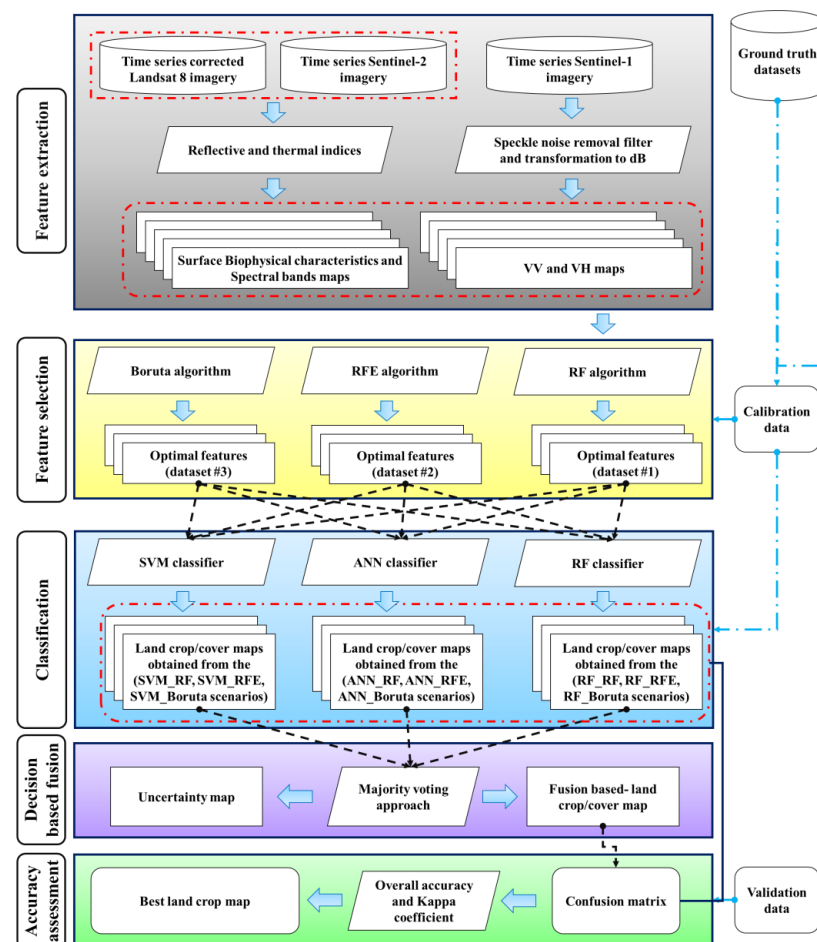 Feature extraction
Time series corrected
Landsat 8 imagery
Time series Sentinel-2
imagery
Time series Sentinel-1
imagery
Ground truth
datasets
Reflective and thermal indices
Speckle noise removal filter
and transformation to dB
Surface Biophysical characteristics and
Spectral bands maps
VV and VH maps
Feature selection
Boruta algorithm
RFE algorithm
RF algorithm
Optimal features
(dataset #3)
Optimal features
(dataset #2)
Optimal features
(dataset #1)
Calibration
data
Classification
SVM classifier
ANN classifier
RF classifier
Land crop/cover maps
obtained from the
(SVM_RF, SVM_RFE,
SVM_Boruta scenarios)
Land crop/cover maps
obtained from the
(ANN_RF, ANN_RFE,
ANN_Boruta scenarios)
Land crop/cover maps
obtained from the
(RF_RF, RF_RFE,
RF_Boruta scenarios)
Decision
based fusion
Uncertainty map
Majority voting
approach
Fusion based- land
crop/cover map
Accuracy
assessment
Best land crop map
Overall accuracy
and Kappa
coefficient
Confusion matrix
Validation
data